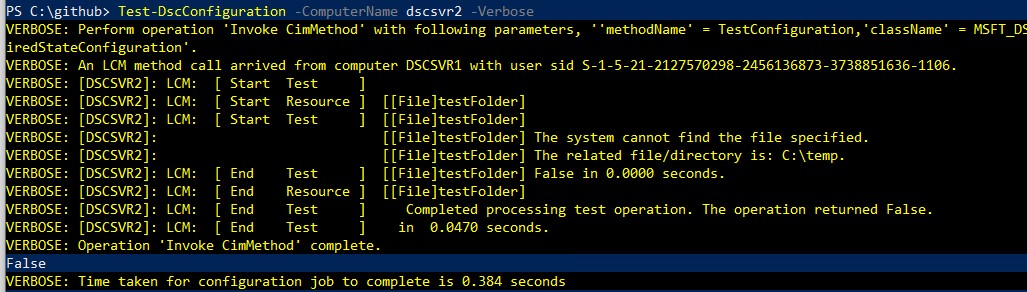 PS C:\github> Test-DscConfiguration -ComputerName dscsvr2 -Verbose
VERBOSE: Perform operation 'Invoke CimMethod' with following parameters, ''methodName' = TestConfiguration,'className' = MSFT_DS
iredStateConfiguration'.
VERBOSE: An LCM method call arrived from computer DSCSVR1 with user sid S-1-5-21-2127570298-2456136873-3738851636-1106.
VERBOSE: [DSCSVR2]: LCM:  [ Start  Test     ]
VERBOSE: [DSCSVR2]: LCM:  [ Start  Resource ]  [[File]testFolder]
VERBOSE: [DSCSVR2]: LCM:  [ Start  Test     ]  [[File]testFolder]
VERBOSE: [DSCSVR2]:                            [[File]testFolder] The system cannot find the file specified.
VERBOSE: [DSCSVR2]:                            [[File]testFolder] The related file/directory is: C:\temp.
VERBOSE: [DSCSVR2]: LCM:  [ End    Test     ]  [[File]testFolder] False in 0.0000 seconds.
VERBOSE: [DSCSVR2]: LCM:  [ End    Resource ]  [[File]testFolder]
VERBOSE: [DSCSVR2]: LCM:  [ End    Test     ]     Completed processing test operation. The operation returned False.
VERBOSE: [DSCSVR2]: LCM:  [ End    Test     ]    in  0.0470 seconds.
VERBOSE: Operation 'Invoke CimMethod' complete.
False
VERBOSE: Time taken for configuration job to complete is 0.384 seconds